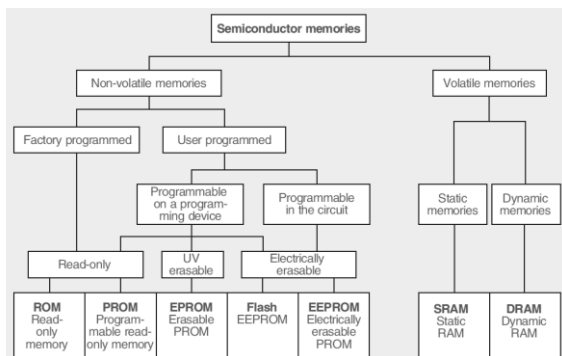 Semiconductor memories
Non-volatile memories
Volatile memories
Factory programmed
User programmed
Programmable
on a program-
ming device
Programmable
in the circuit
Static
memories
Dynamic
memories
Read-only
UV
erasable
Electrically
erasable
ROM
Read-
only
memory
PROM
Program-
mable read-
only memory
EPROM
Erasable
PROM
Flash
EEPROM
EEPROM
Electrically
erasable
PROM
SRAM
Static
RAM
DRAM
Dynamic
RAM